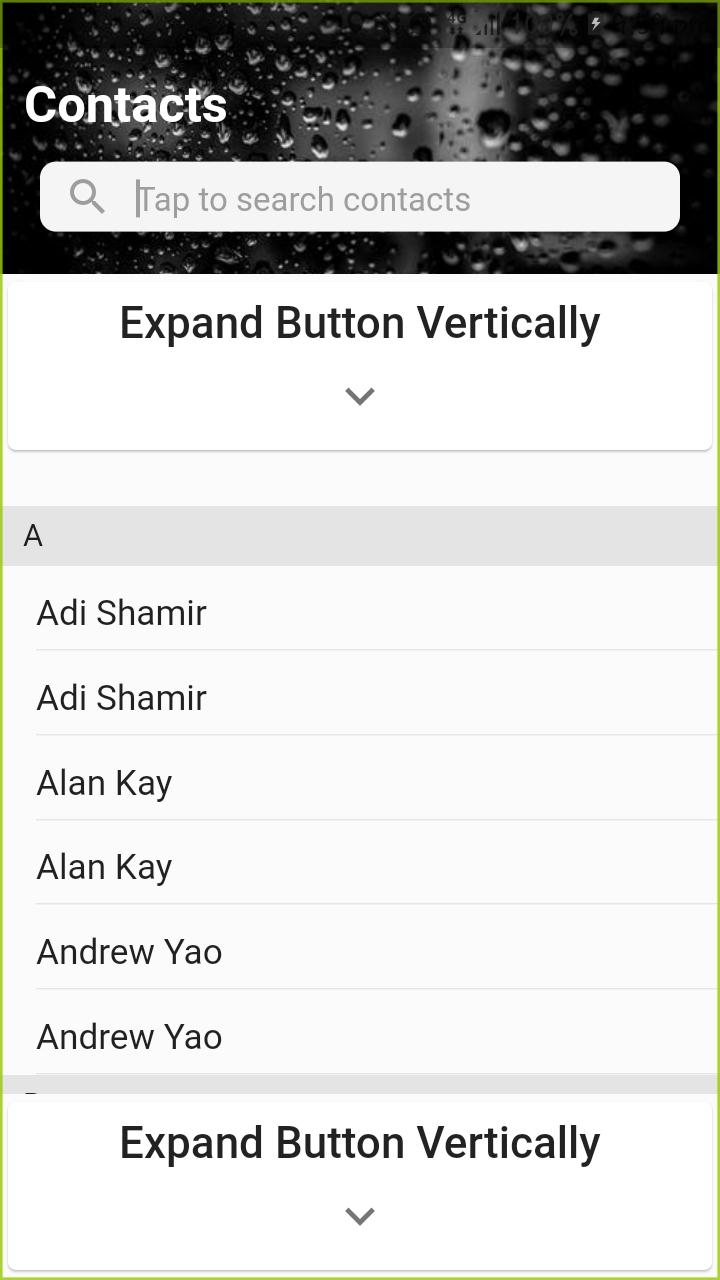 Contacts
Tap to search contacts
Expand Button Vertically
A
Adi Shamir
Adi Shamir
Alan Kay
Alan Kay
Andrew Yao
Andrew Yao
Expand Button Vertically